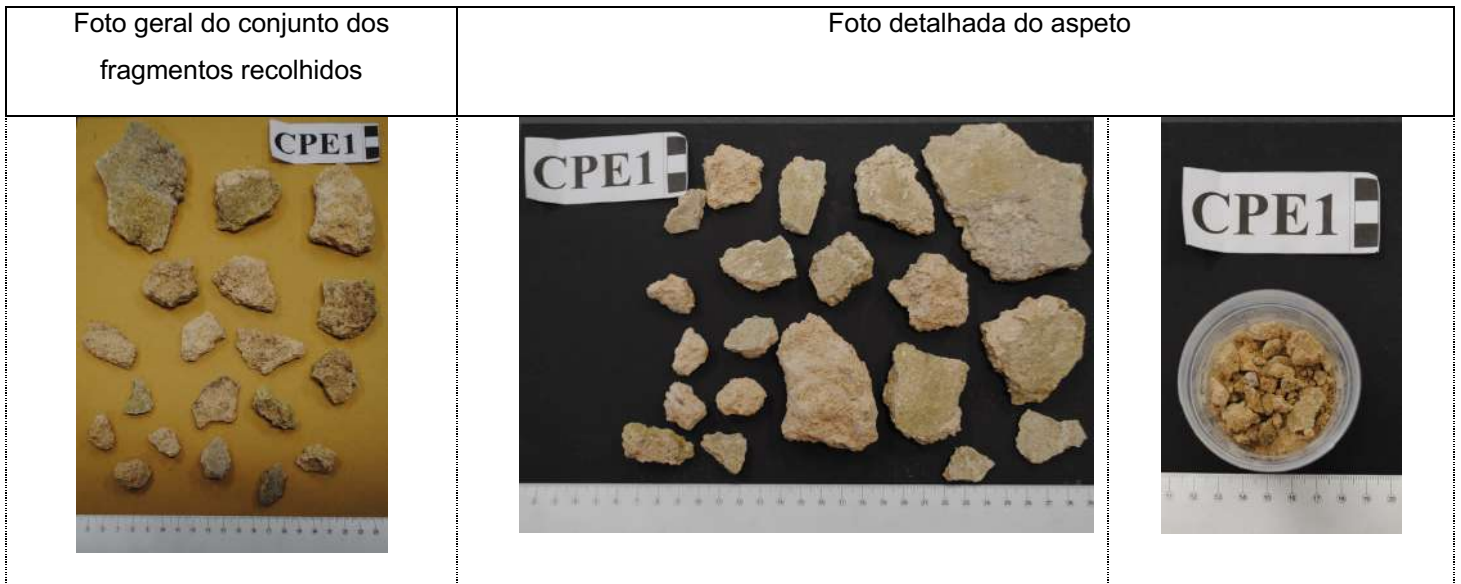 Foto geral do conjunto dos
fragmentos recolhidos
Foto detalhada do aspeto
CPE1
CPE1
CPE1